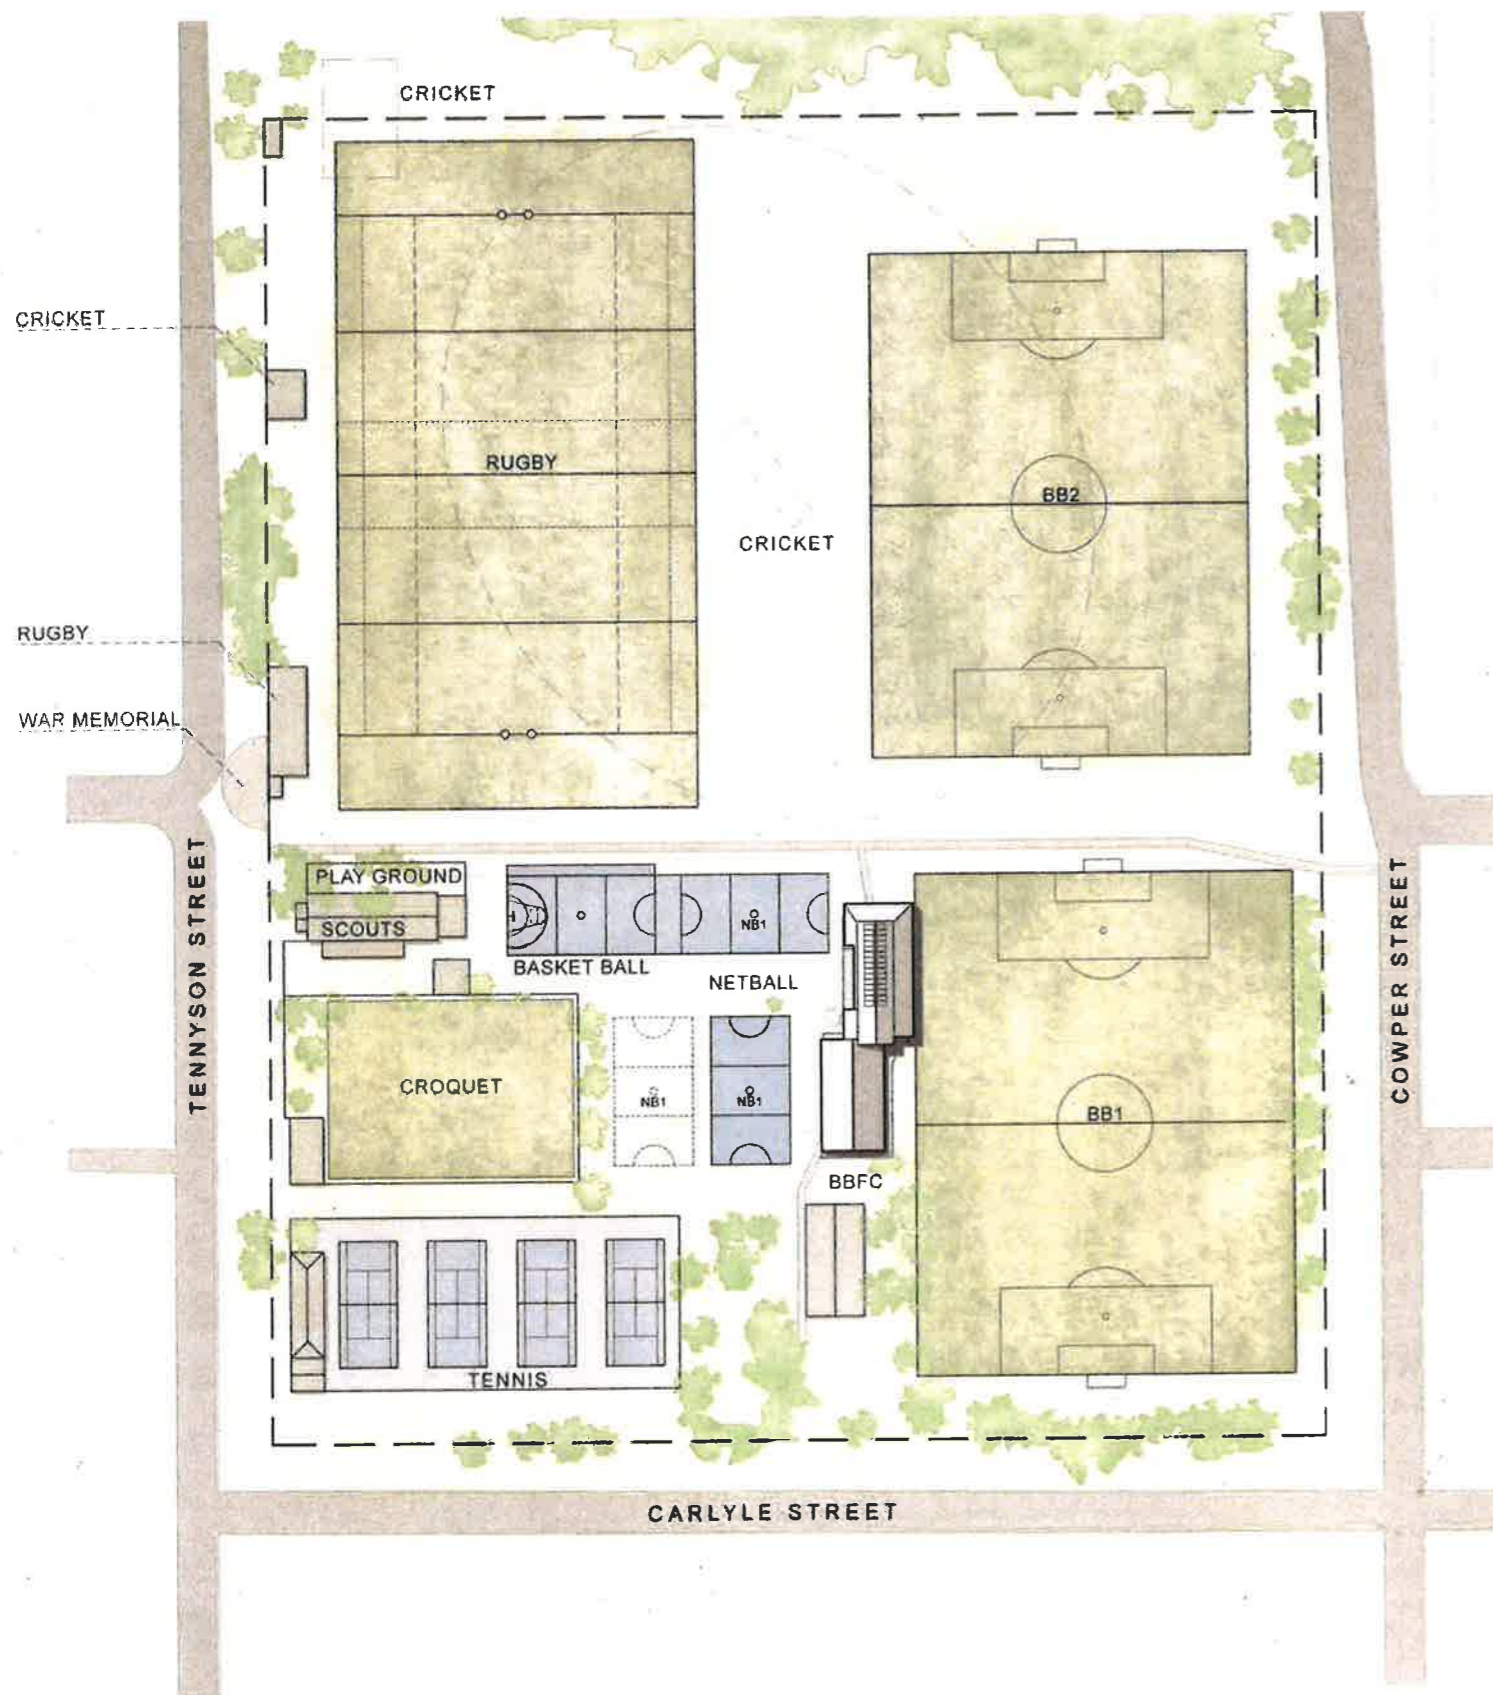 CRICKET
CRICKET
RUGBY
BB2
CRICKET
RUGBY
WAR MEMORIAL
PLAY GROUND
SCOUTS
NB1
BASKET BALL
NETBALL
CROQUET
NB1
NB1
BB1
BBFC
TENNIS
TENNYSON STREET
COWPER STREET
CARLYLE STREET